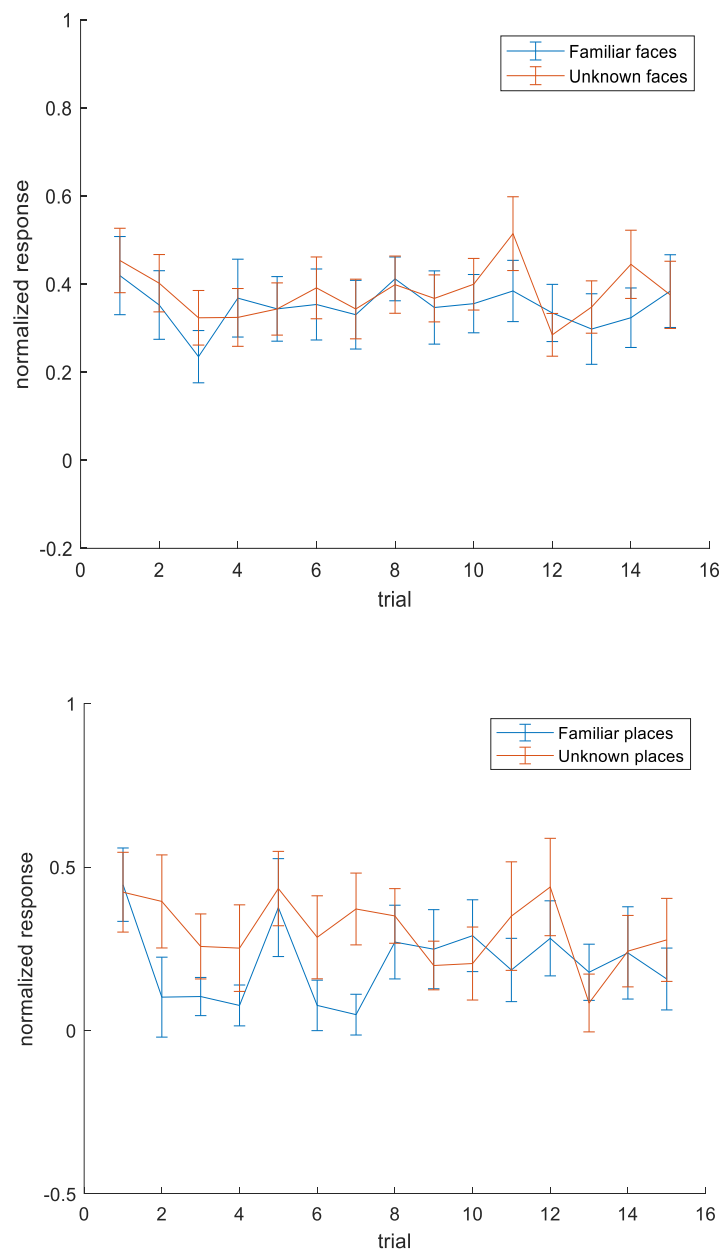 1
Familiar faces
Unknown faces
0.8
0.6
normalized response
0.4
0.2
0
-0.2
0 2 4 6 8 10 12 14 16
trial
1
Familiar places
Unknown places
0.5
normalized response
0
-0.5
0 2 4 6 8 10 12 14 16
trial